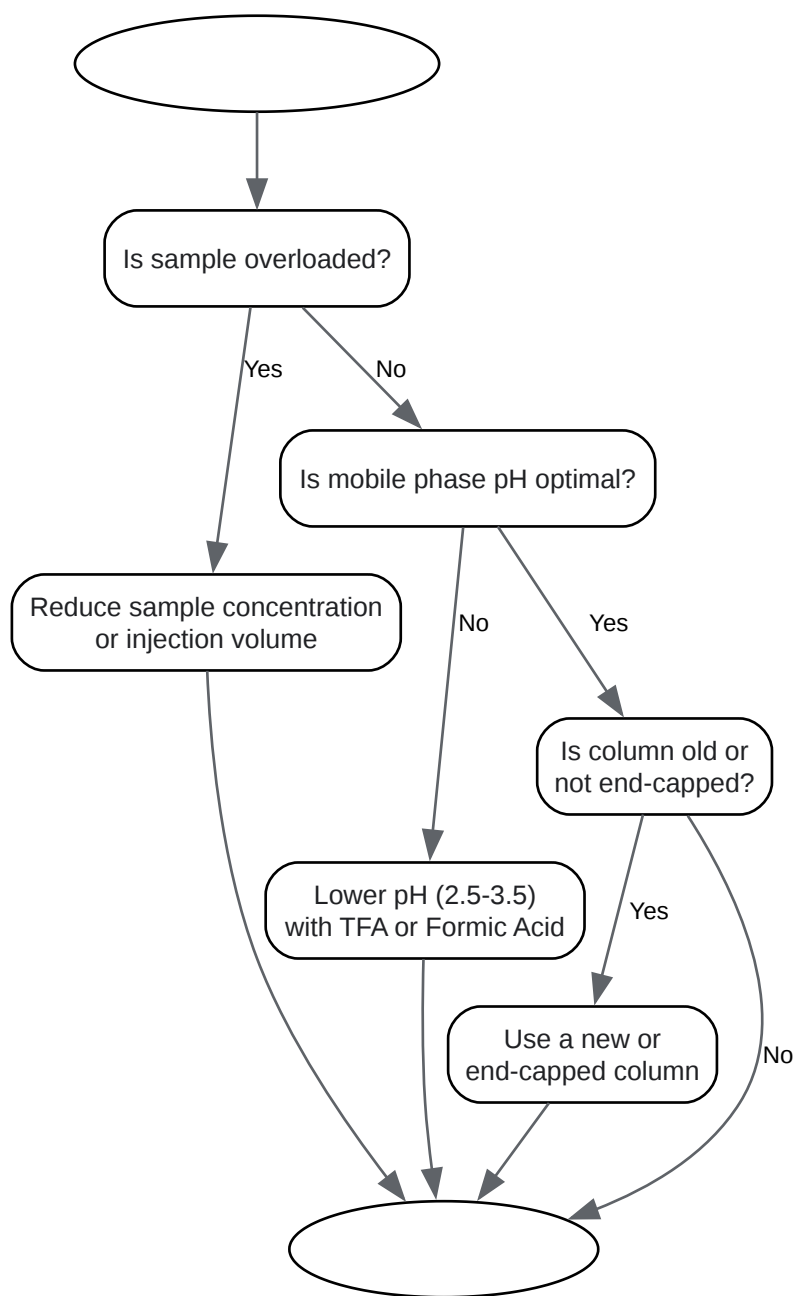 Is sample overloaded?
Yes
No
Is mobile phase pH optimal?
Reduce sample concentration
or injection volume
No
Yes
Is column old or
not end-capped?
Lower pH (2.5-3.5)
with TFA or Formic Acid
Yes
Use a new or
end-capped column
No